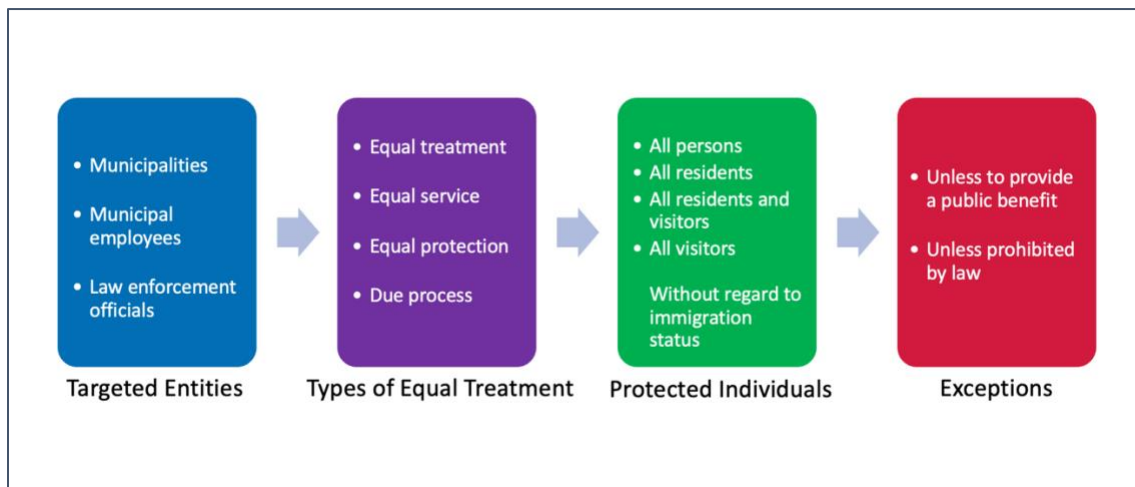 • Municipalities
• Municipal
employees
• Law enforcement
officials
Targeted Entities
• Equal treatment
• Equal service
• Equal protection
• Due process
Types of Equal Treatment
• All persons
• All residents
• All residents and
visitors
• All visitors
Without regard to
immigration
status
Protected Individuals
• Unless to provide
a public benefit
• Unless prohibited
by law
Exceptions